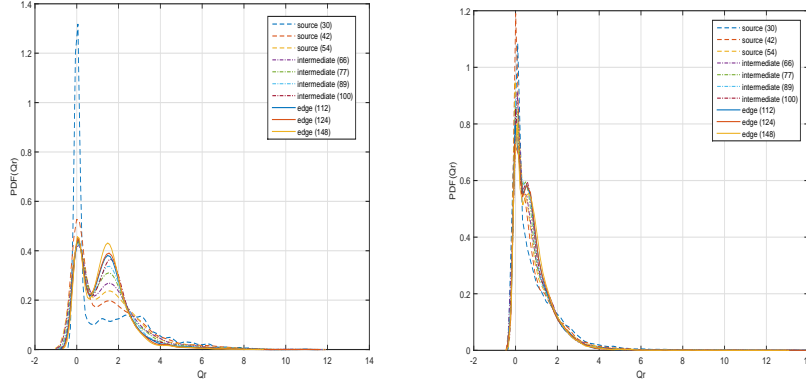 1.4
1.2
1
0.8
0.6
0.4
0.2
0
-2
0
2
4
6
8
10
12
14
Qr
PDF(Qr)
source (30)
source (42)
source (54)
intermediate (66)
intermediate (77)
intermediate (89)
intermediate (100)
edge (112)
edge (124)
edge (148)
1.2
1
0.8
0.6
0.4
0.2
0
-2
0
2
4
6
8
10
12
14
Qr
PDF(Qr)
source (30)
source (42)
source (54)
intermediate (66)
intermediate (77)
intermediate (89)
intermediate (100)
edge (112)
edge (124)
edge (148)